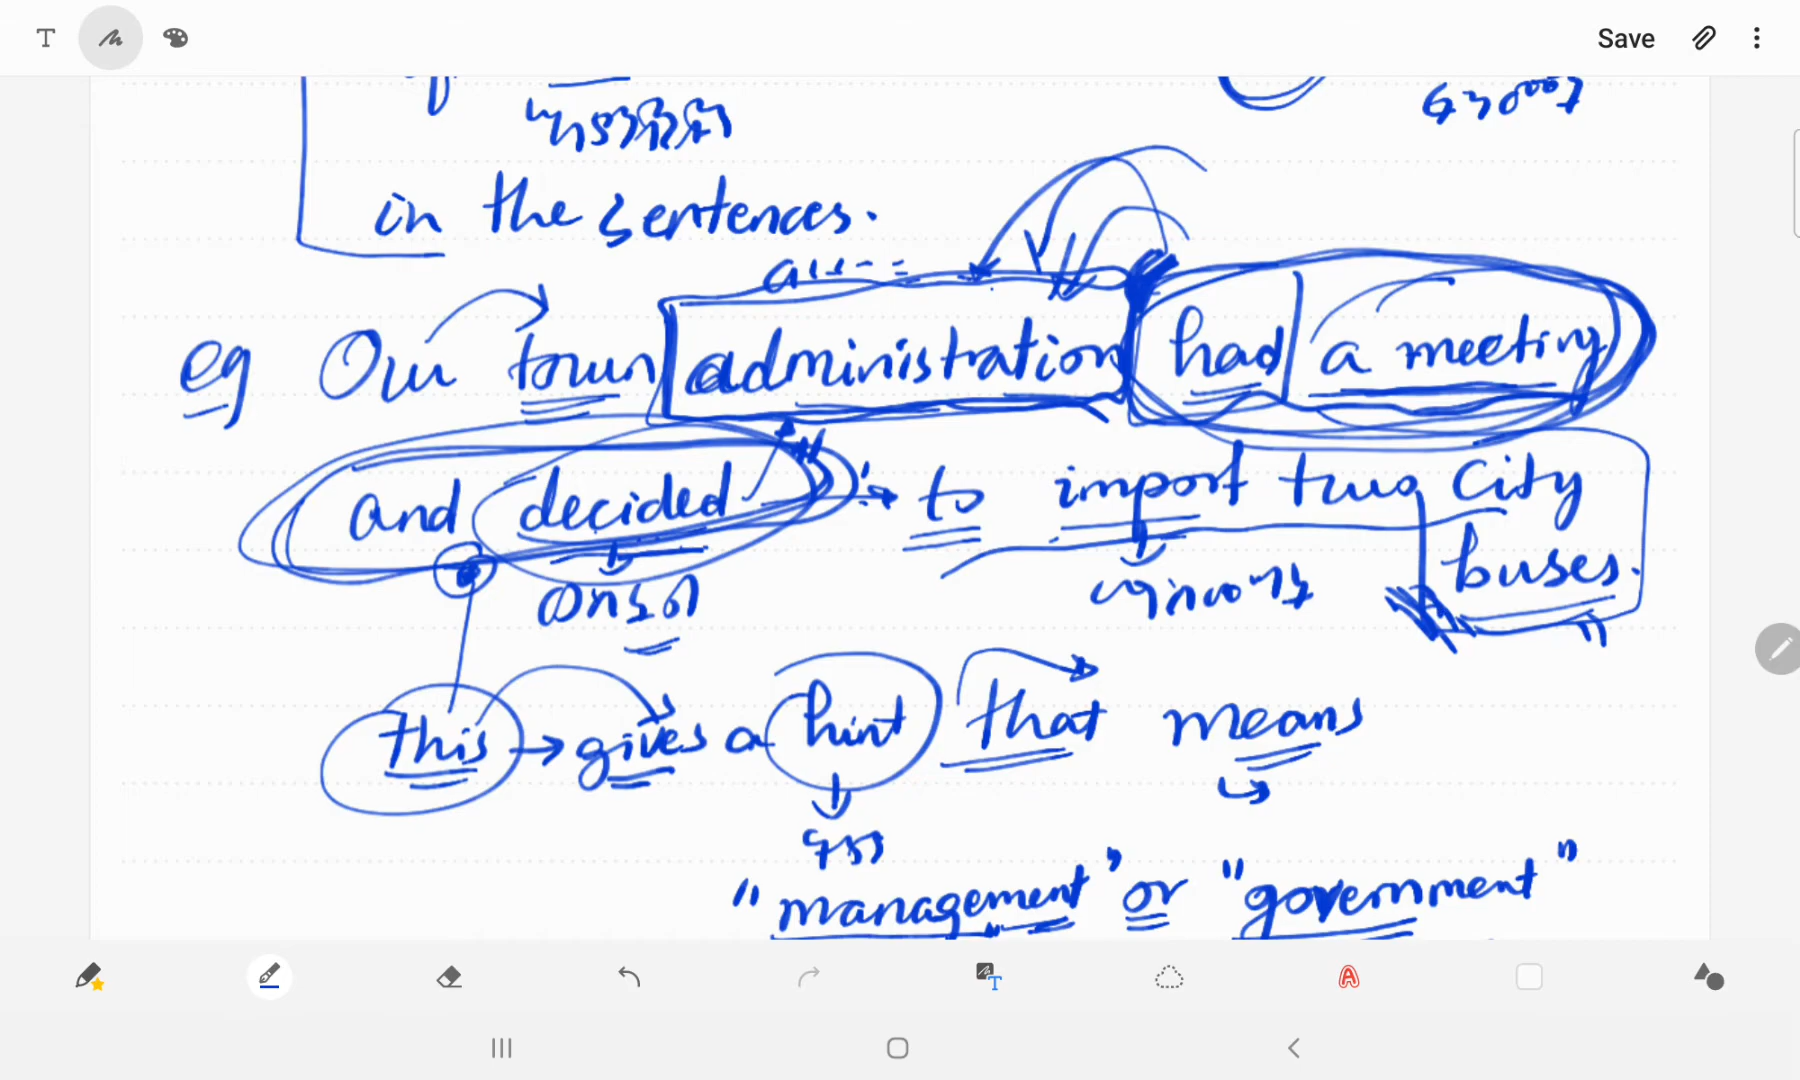 Save
in the sentences.
eg Our town administration had a meeting
and decided to import two city
buses.
this → gives a hint that means
"management" or "government"